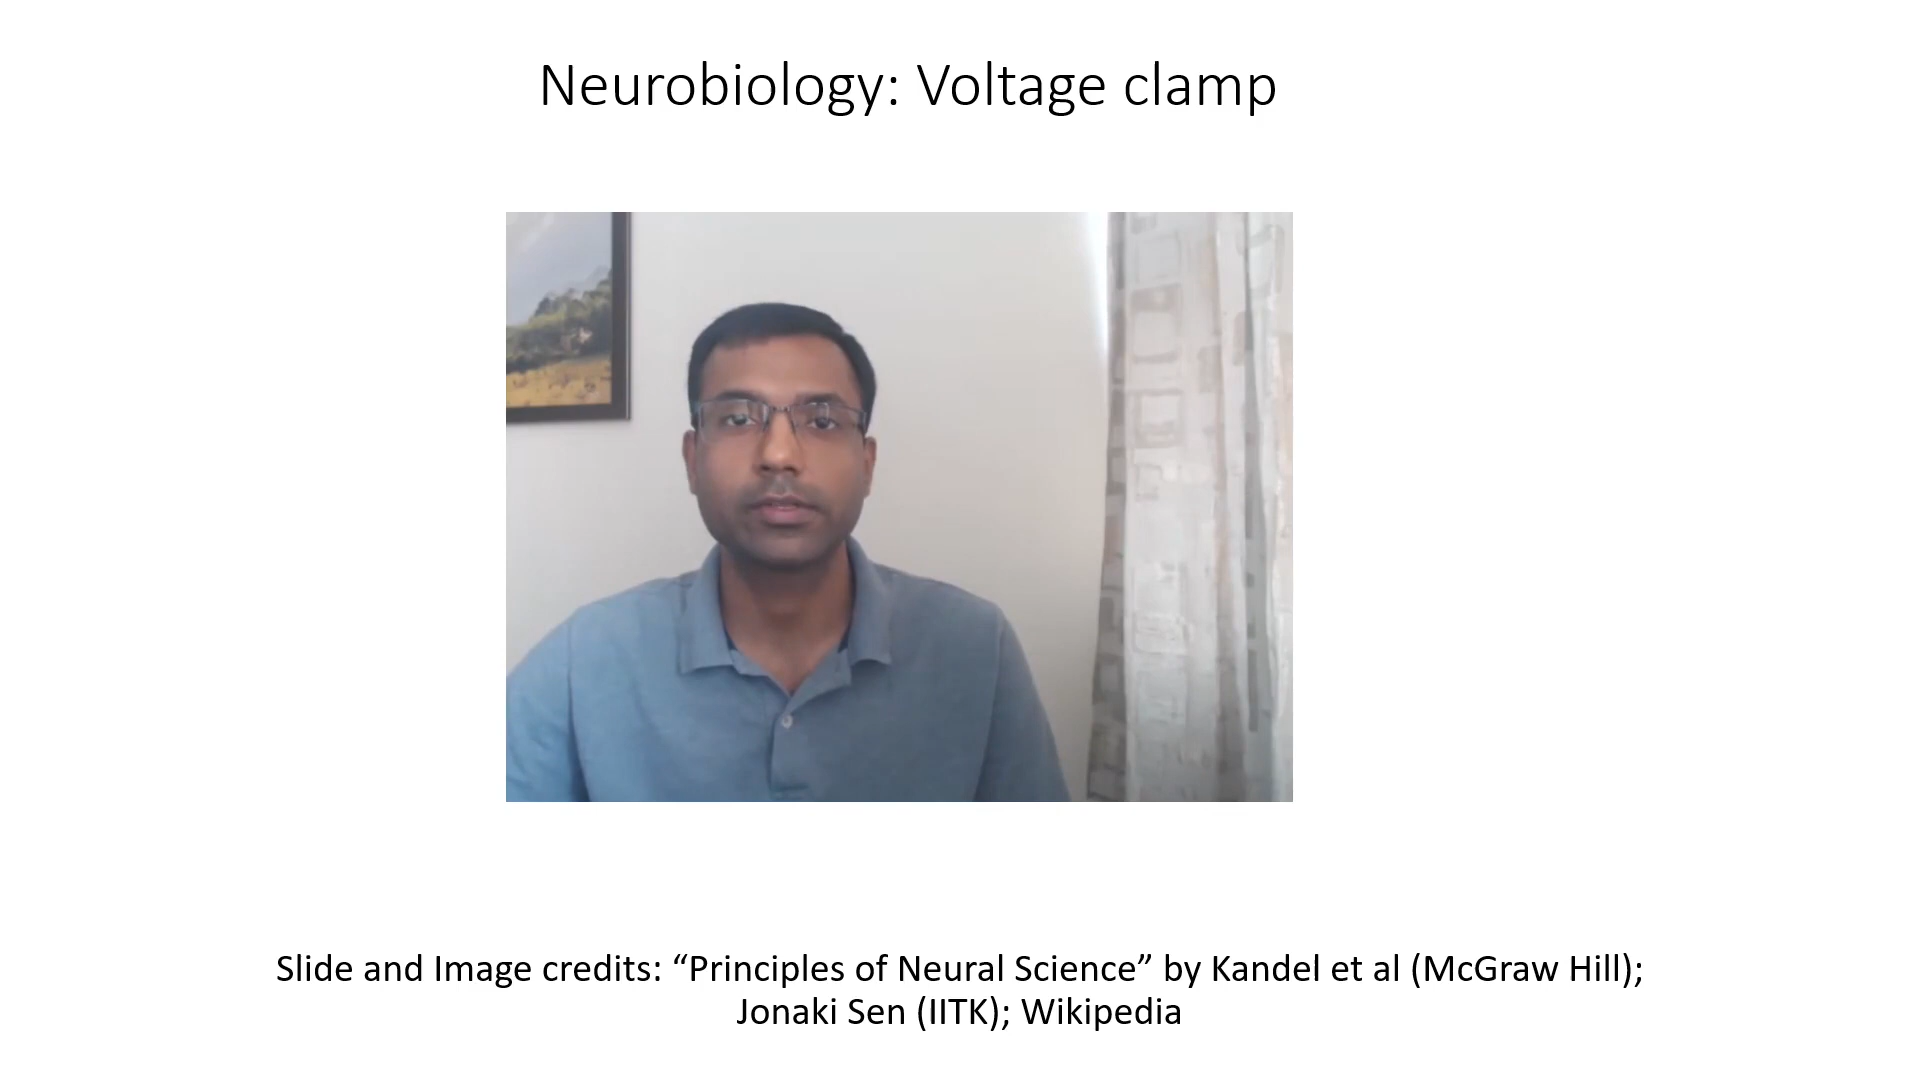 Neurobiology: Voltage clamp
Slide and Image credits: “Principles of Neural Science” by Kandel et al (McGraw Hill);
Jonaki Sen (IITK); Wikipedia